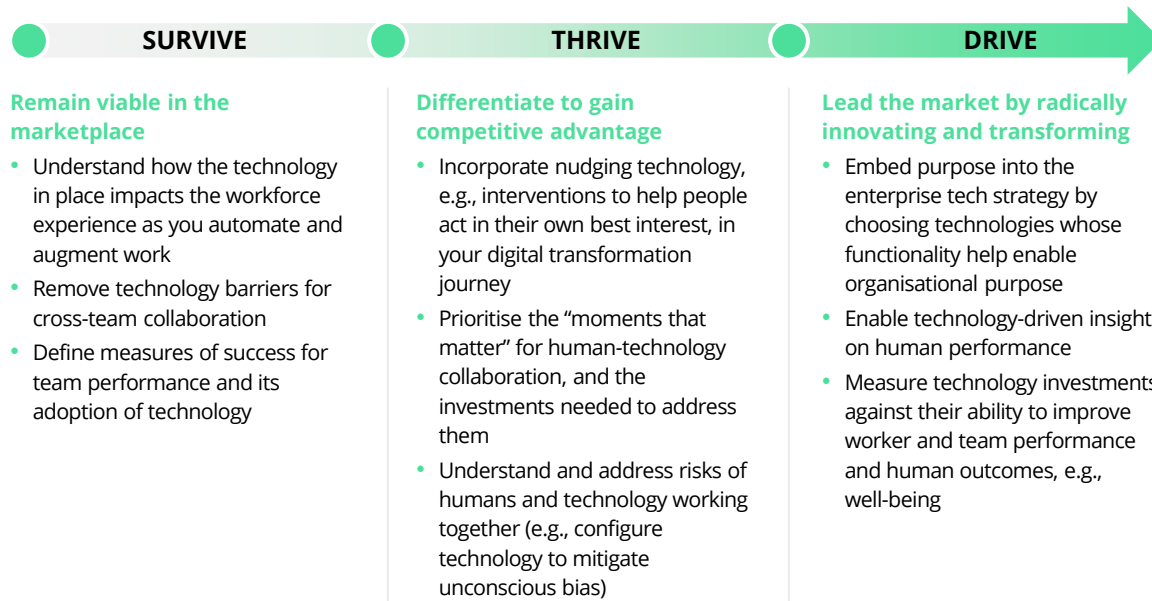 SURVIVE
THRIVE
DRIVE
Remain viable in the
marketplace
• Understand how the technology
in place impacts the workforce
experience as you automate and
augment work
• Remove technology barriers for
cross-team collaboration
• Define measures of success for
team performance and its
adoption of technology
Differentiate to gain
competitive advantage
• Incorporate nudging technology,
e.g., interventions to help people
act in their own best interest, in
your digital transformation
journey
• Prioritise the “moments that
matter” for human-technology
collaboration, and the
investments needed to address
them
• Understand and address risks of
humans and technology working
together (e.g., configure
technology to mitigate
unconscious bias)
Lead the market by radically
innovating and transforming
• Embed purpose into the
enterprise tech strategy by
choosing technologies whose
functionality help enable
organisational purpose
• Enable technology-driven insight
on human performance
• Measure technology investments
against their ability to improve
worker and team performance
and human outcomes, e.g.,
well-being